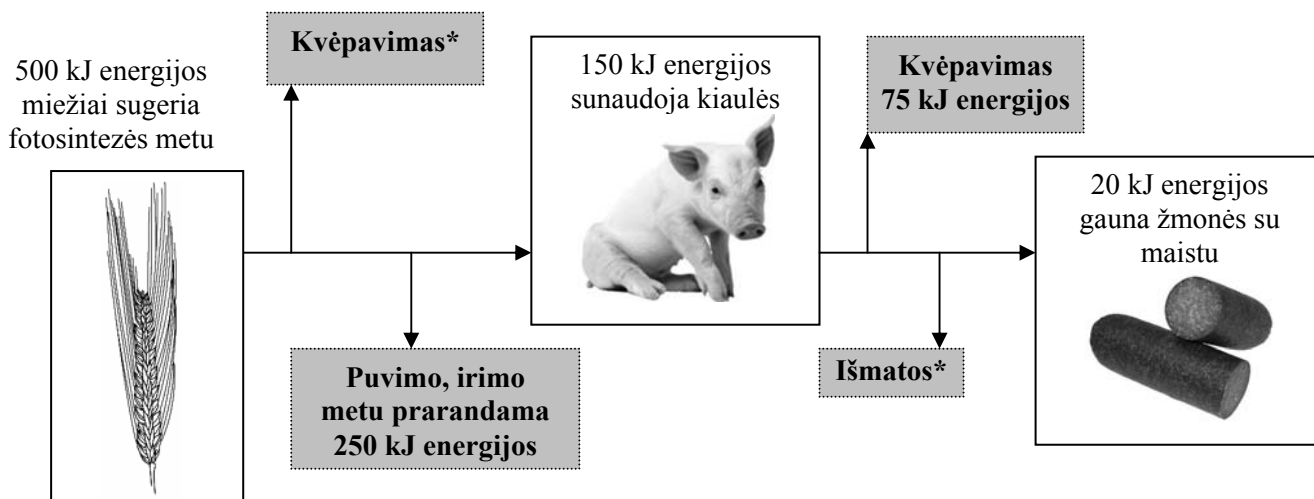 500 kJ energijos
miežiai sugeria
fotosintezės metu
Kvėpavimas*
Puvimo, irimo
metu prarandama
250 kJ energijos
150 kJ energijos
sunaudoja kiaulės
Kvėpavimas
75 kJ energijos
Išmatos*
20 kJ energijos
gauna žmonės su
maistu